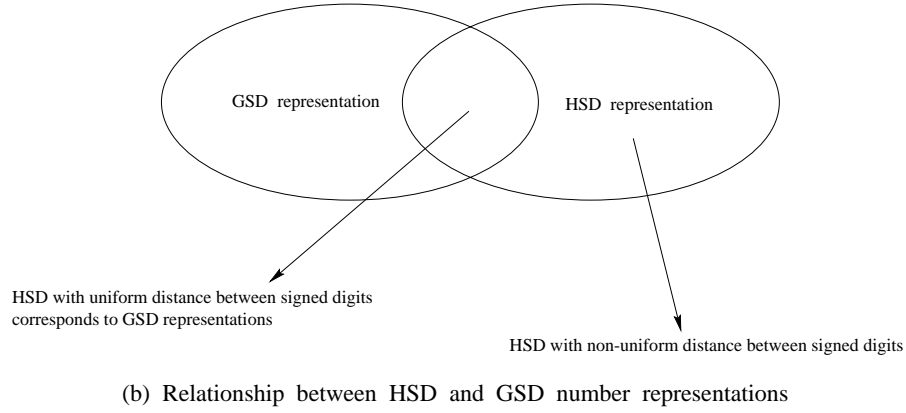 GSD representation
HSD representation
HSD with uniform distance between signed digits
corresponds to GSD representations
HSD with non-uniform distance between signed digits
(b) Relationship between HSD and GSD number representations